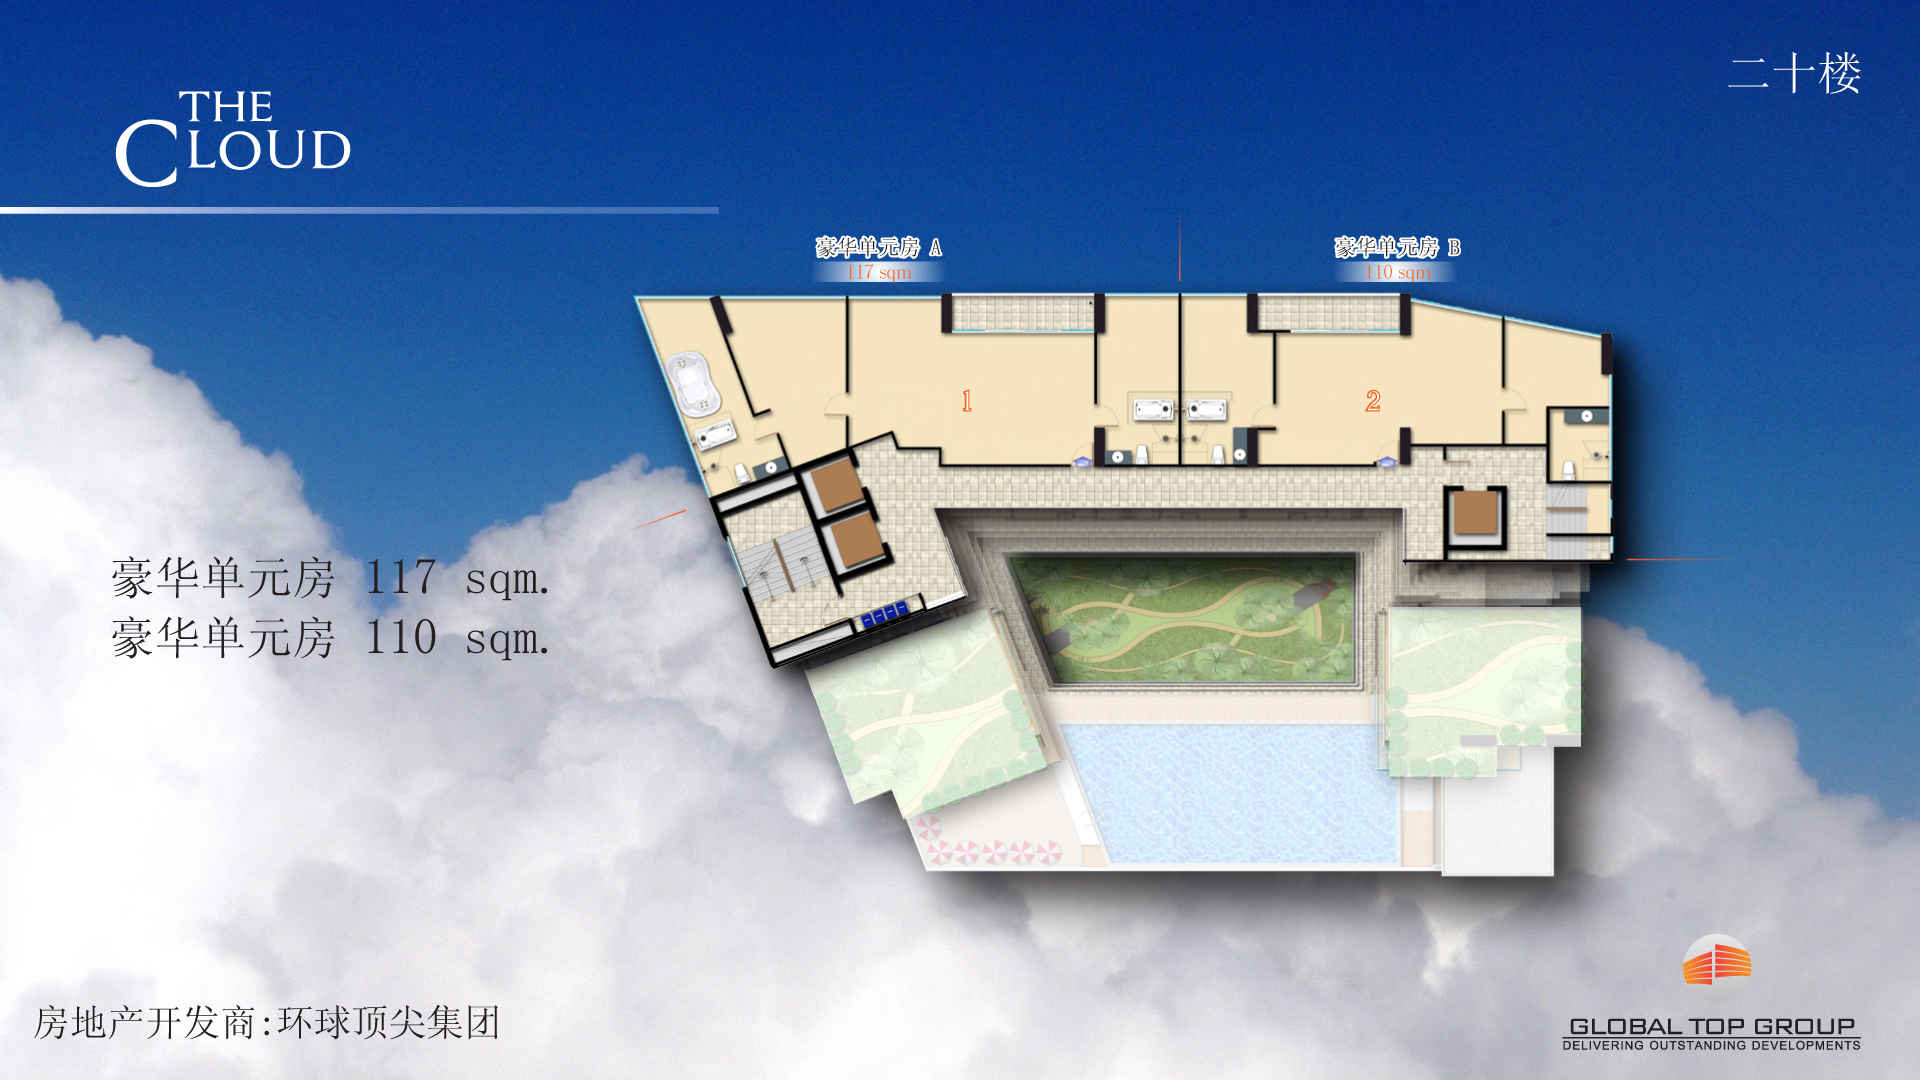 THE
CLOUD
二十楼
豪华单元房 A
117 sqm
豪华单元房 B
110 sqm
1
2
豪华单元房 117 sqm.
豪华单元房 110 sqm.
房地产开发商:环球顶尖集团
GLOBAL TOP GROUP
DELIVERING OUTSTANDING DEVELOPMENTS